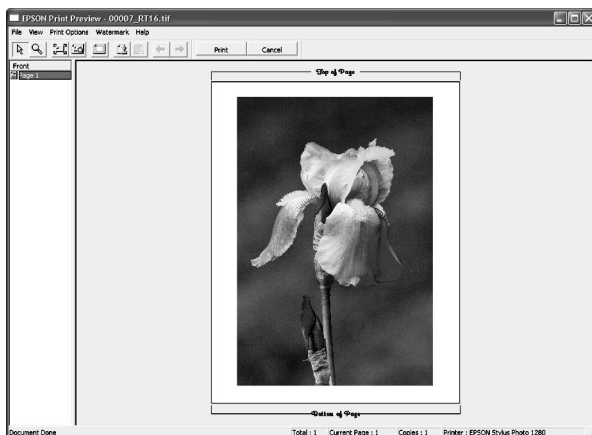 EPSON Print Preview - 00007_RT16.tif
File View Print Options Watermark Help
Print Cancel
Front
Page 1
Top of Page
Bottom of Page
Document Done Total : 1 Current Page : 1 Copies : 1 Printer : EPSON Stylus Photo 1280